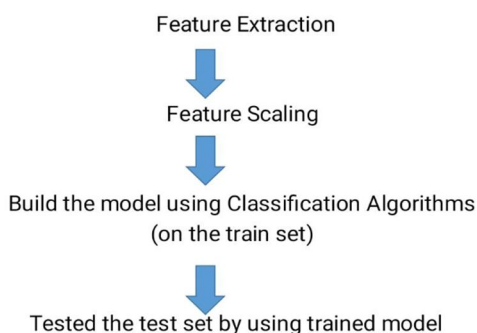 Feature Extraction
Feature Scaling
Build the model using Classification Algorithms
(on the train set)
Tested the test set by using trained model